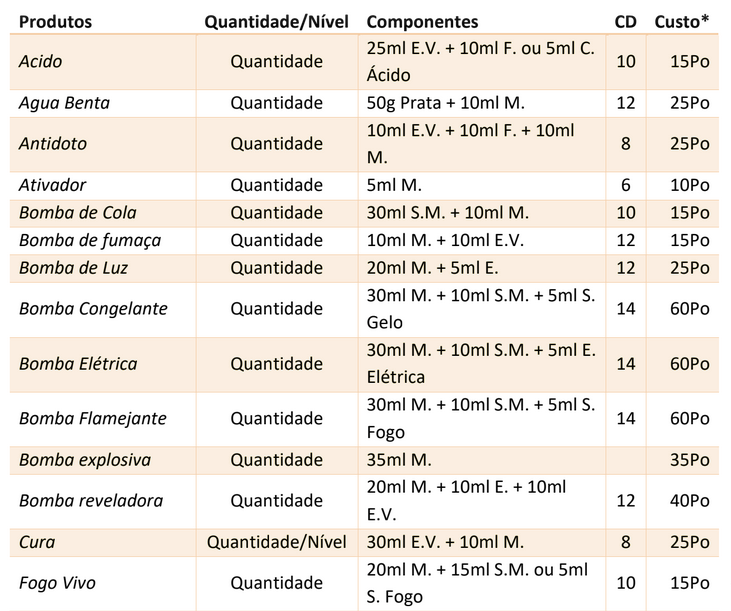 Produtos Quantidade/Nível Componentes CD Custo*
Acido Quantidade 25ml E.V. + 10ml F. ou 5ml C. Ácido 10 15Po
Agua Benta Quantidade 50g Prata + 10ml M. 12 25Po
Antidoto Quantidade 10ml E.V. + 10ml F. + 10ml M. 8 25Po
Ativador Quantidade 5ml M. 6 10Po
Bomba de Cola Quantidade 30ml S.M. + 10ml M. 10 15Po
Bomba de fumaça Quantidade 10ml M. + 10ml E.V. 12 15Po
Bomba de Luz Quantidade 20ml M. + 5ml E. 12 25Po
Bomba Congelante Quantidade 30ml M. + 10ml S.M. + 5ml S. Gelo 14 60Po
Bomba Elétrica Quantidade 30ml M. + 10ml S.M. + 5ml E. Elétrica 14 60Po
Bomba Flamejante Quantidade 30ml M. + 10ml S.M. + 5ml S. Fogo 14 60Po
Bomba explosiva Quantidade 35ml M. 35Po
Bomba reveladora Quantidade 20ml M. + 10ml E. + 10ml E.V. 12 40Po
Cura Quantidade/Nível 30ml E.V. + 10ml M. 8 25Po
Fogo Vivo Quantidade 20ml M. + 15ml S.M. ou 5ml S. Fogo 10 15Po